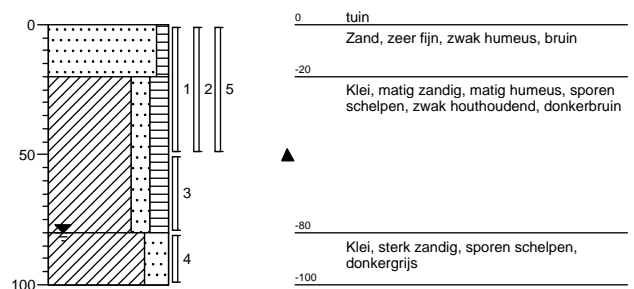 0
50
100
1
2
5
3
4
0 tuin
Zand, zeer fijn, zwak humeus, bruin
-20
Klei, matig zandig, matig humeus, sporen
schelpen, zwak houthoudend, donkerbruin
-80
Klei, sterk zandig, sporen schelpen,
donkergrijs
-100